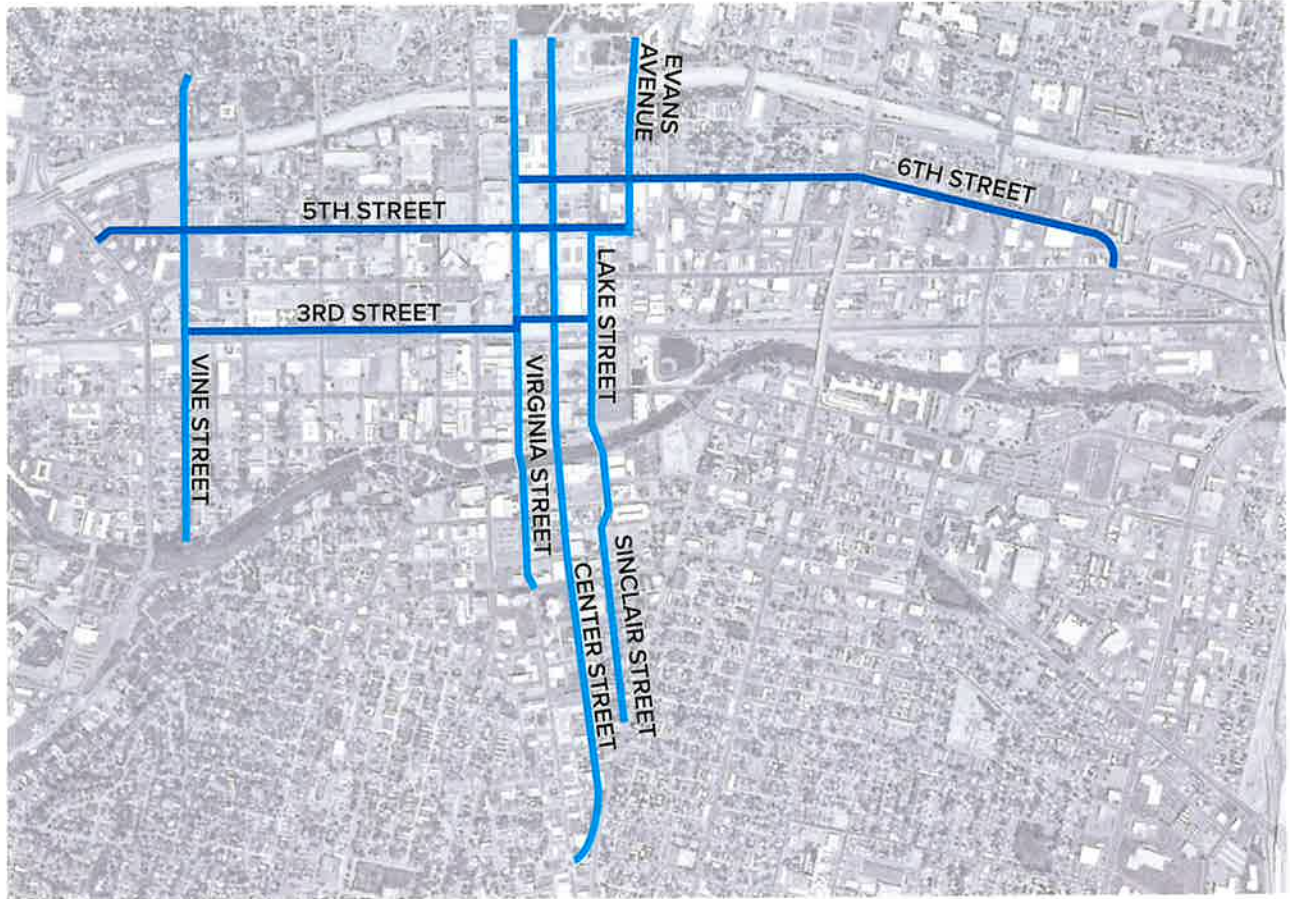 EVANS
AVENUE
6TH STREET
5TH STREET
LAKE STREET
3RD STREET
VINE STREET
VIRGINIA STREET
SINCLAIR STREET
CENTER STREET